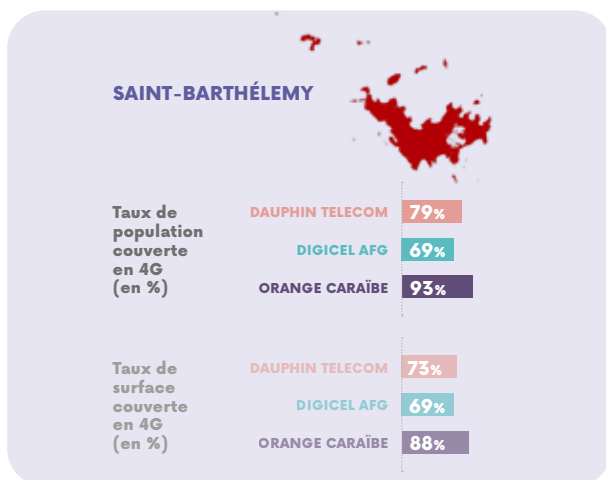 SAINT-BARTHÉLEMY
Taux de
population
couverte
en 4G
(en %)
DAUPHIN TELECOM 79%
DIGICEL AFG 69%
ORANGE CARAÏBE 93%
Taux de
surface
couverte
en 4G
(en %)
DAUPHIN TELECOM 73%
DIGICEL AFG 69%
ORANGE CARAÏBE 88%